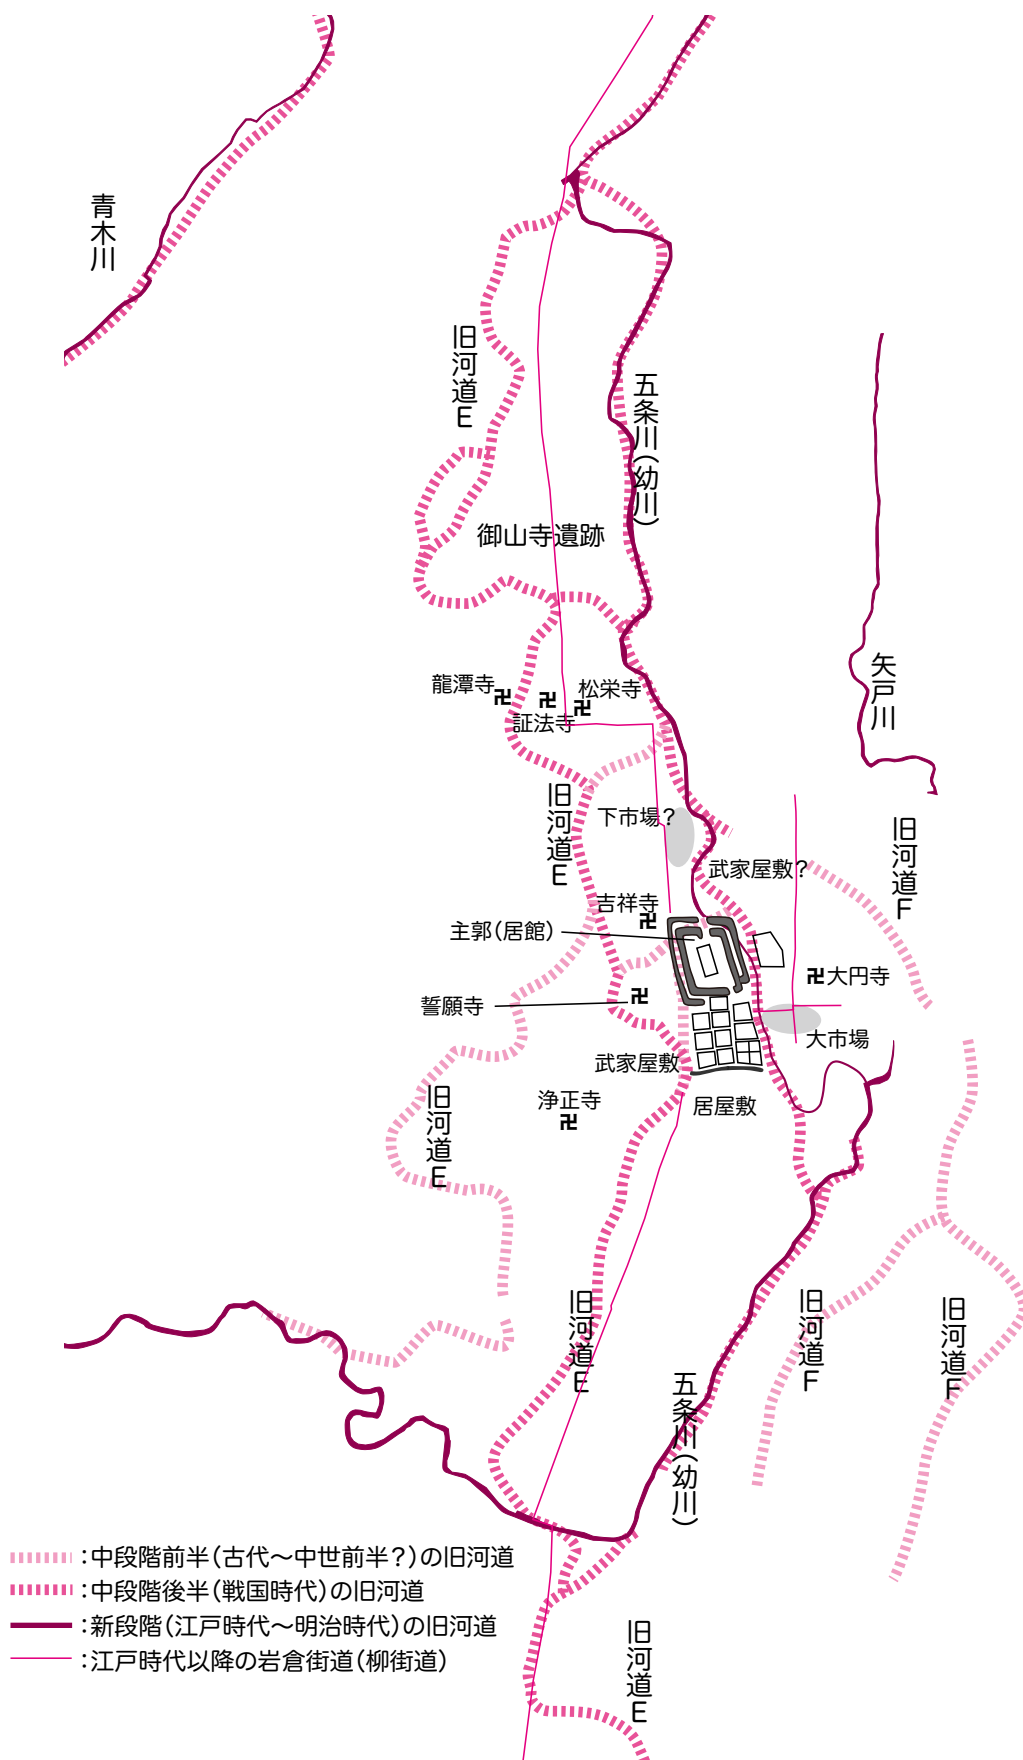 青木川
旧河道E
五条川(幼川)
御山寺遺跡
矢戸川
龍潭寺
松栄寺
証法寺
旧河道E
下市場?
旧河道F
武家屋敷?
吉祥寺
主郭(居館)
大円寺
誓願寺
大市場
武家屋敷
旧河道E
浄正寺
居屋敷
旧河道E
旧河道F
旧河道F
五条川(幼川)
:中段階前半(古代～中世前半?)の旧河道
:中段階後半(戦国時代)の旧河道
:新段階(江戸時代～明治時代)の旧河道
:江戸時代以降の岩倉街道(柳街道)
旧河道E